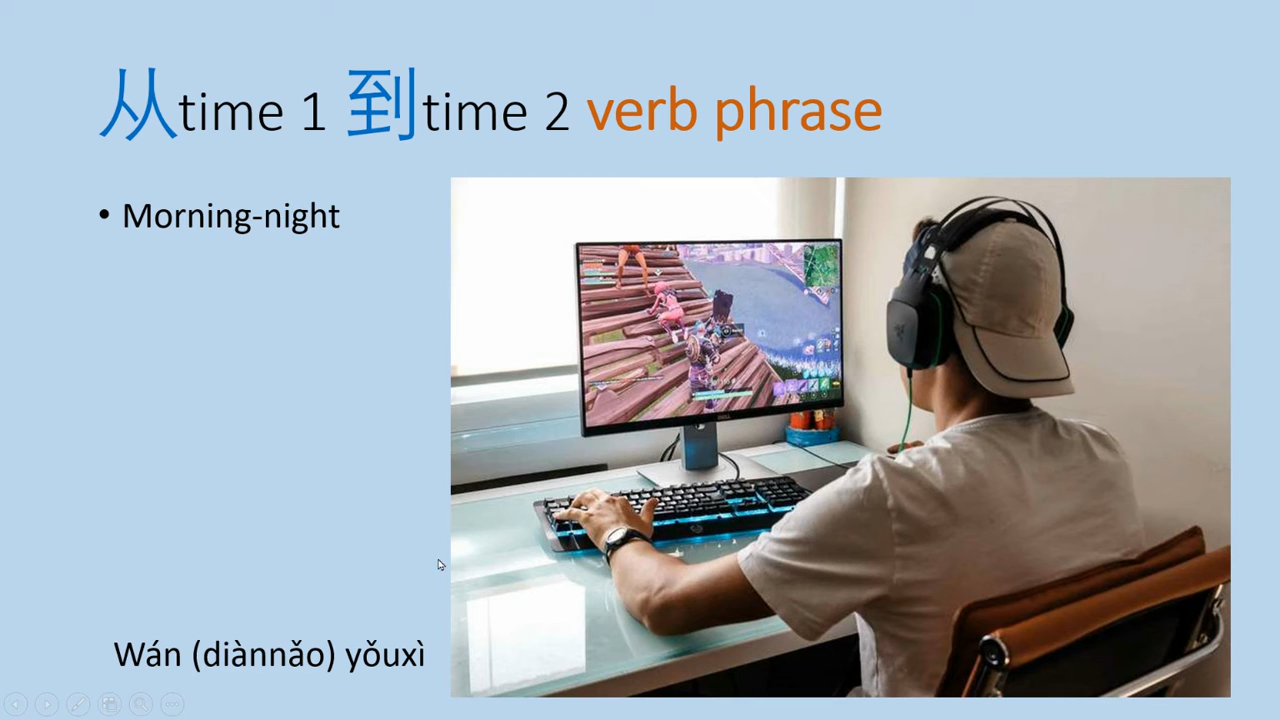 从time 1 到time 2 verb phrase
• Morning-night
DELL
Wán (diànnǎo) yǒuxì